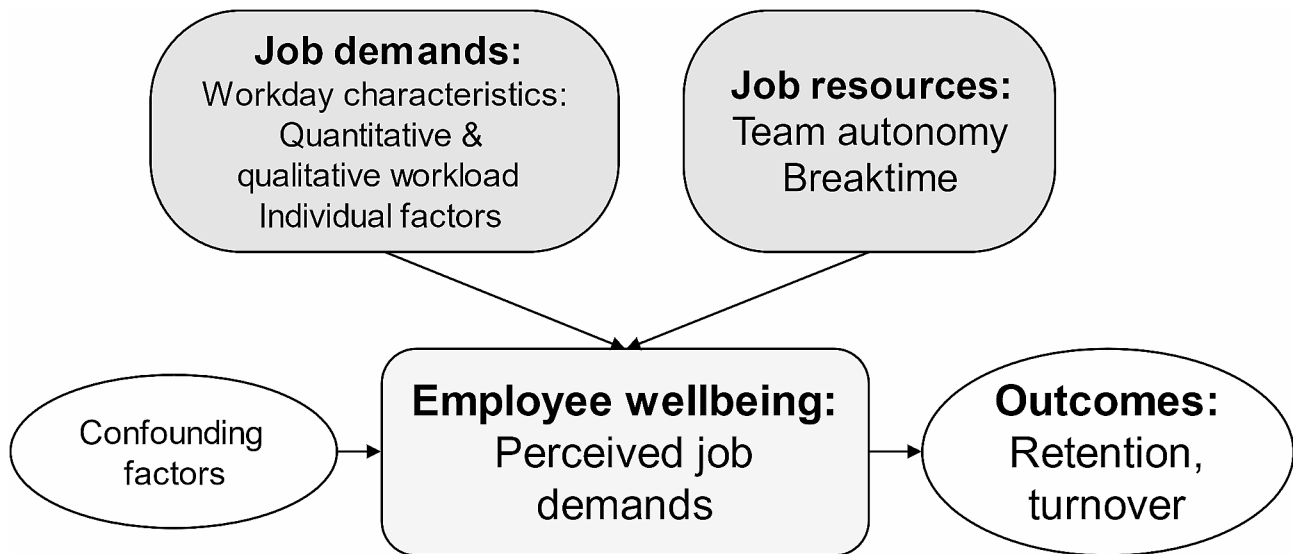 Job demands:
Workday characteristics:
Quantitative &
qualitative workload
Individual factors
Job resources:
Team autonomy
Breaktime
Confounding
factors
Employee wellbeing:
Perceived job
demands
Outcomes:
Retention,
turnover